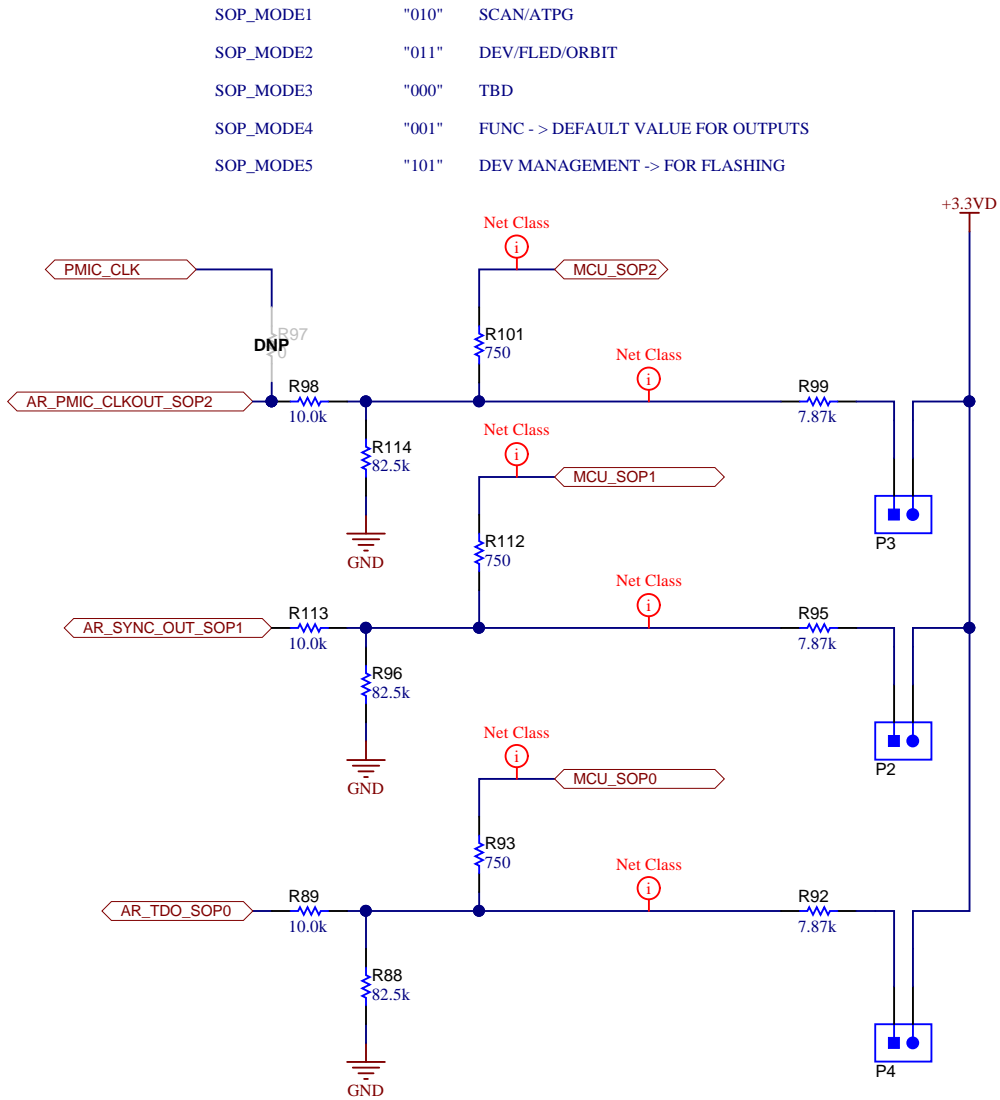 SOP_MODE1 "010" SCAN/ATPG
SOP_MODE2 "011" DEV/FLED/ORBIT
SOP_MODE3 "000" TBD
SOP_MODE4 "001" FUNC - > DEFAULT VALUE FOR OUTPUTS
SOP_MODE5 "101" DEV MANAGEMENT -> FOR FLASHING
+3.3VD
Net Class
i
PMIC_CLK
MCU_SOP2
R97
0
DNP
R101
750
Net Class
i
AR_PMIC_CLKOUT_SOP2
R98
10.0k
R99
7.87k
R114
82.5k
GND
Net Class
i
MCU_SOP1
P3
R112
750
Net Class
i
AR_SYNC_OUT_SOP1
R113
10.0k
R95
7.87k
R96
82.5k
GND
Net Class
i
MCU_SOP0
P2
R93
750
Net Class
i
AR_TDO_SOP0
R89
10.0k
R92
7.87k
R88
82.5k
GND
P4